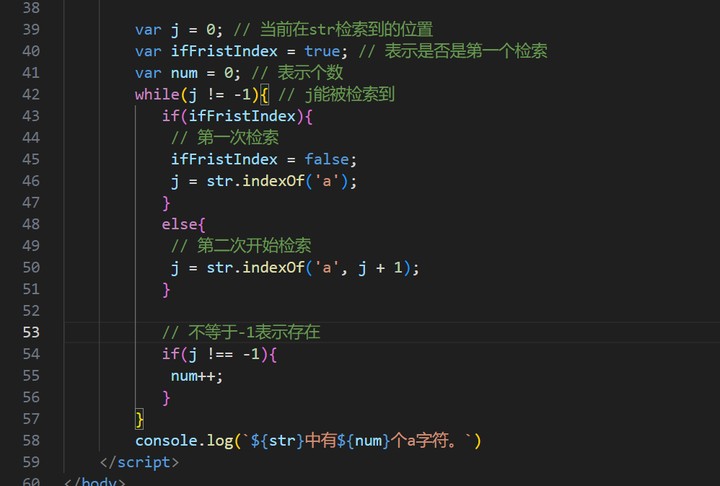 38
39 var j = 0; // 当前在str检索到的位置
40 var ifFristIndex = true; // 表示是否是第一个检索
41 var num = 0; // 表示个数
42 while(j != -1){ // j能被检索到
43 if(ifFristIndex){
44 // 第一次检索
45 ifFristIndex = false;
46 j = str.indexOf('a');
47 }
48 else{
49 // 第二次开始检索
50 j = str.indexOf('a', j + 1);
51 }
52
53 // 不等于-1表示存在
54 if(j !== -1){
55 num++;
56 }
57 }
58 console.log(`${str}中有${num}个a字符。`)
59 </script>
60 </body>